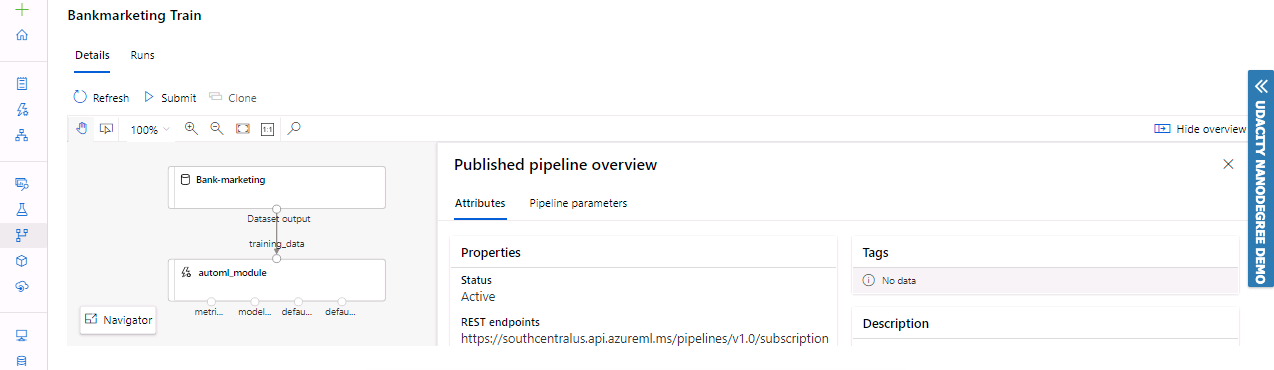 Bankmarketing Train
Details Runs
Refresh Submit Clone
100% 1:1 Hide overview
Bank-marketing
Dataset output
training_data
automl_module
metri... model... defau... defau...
Navigator
Published pipeline overview
Attributes Pipeline parameters
Properties
Status
Active
REST endpoints
https://southcentralus.api.azureml.ms/pipelines/v1.0/subscription
Tags
No data
Description
UDACITY NANODEGREE DEMO